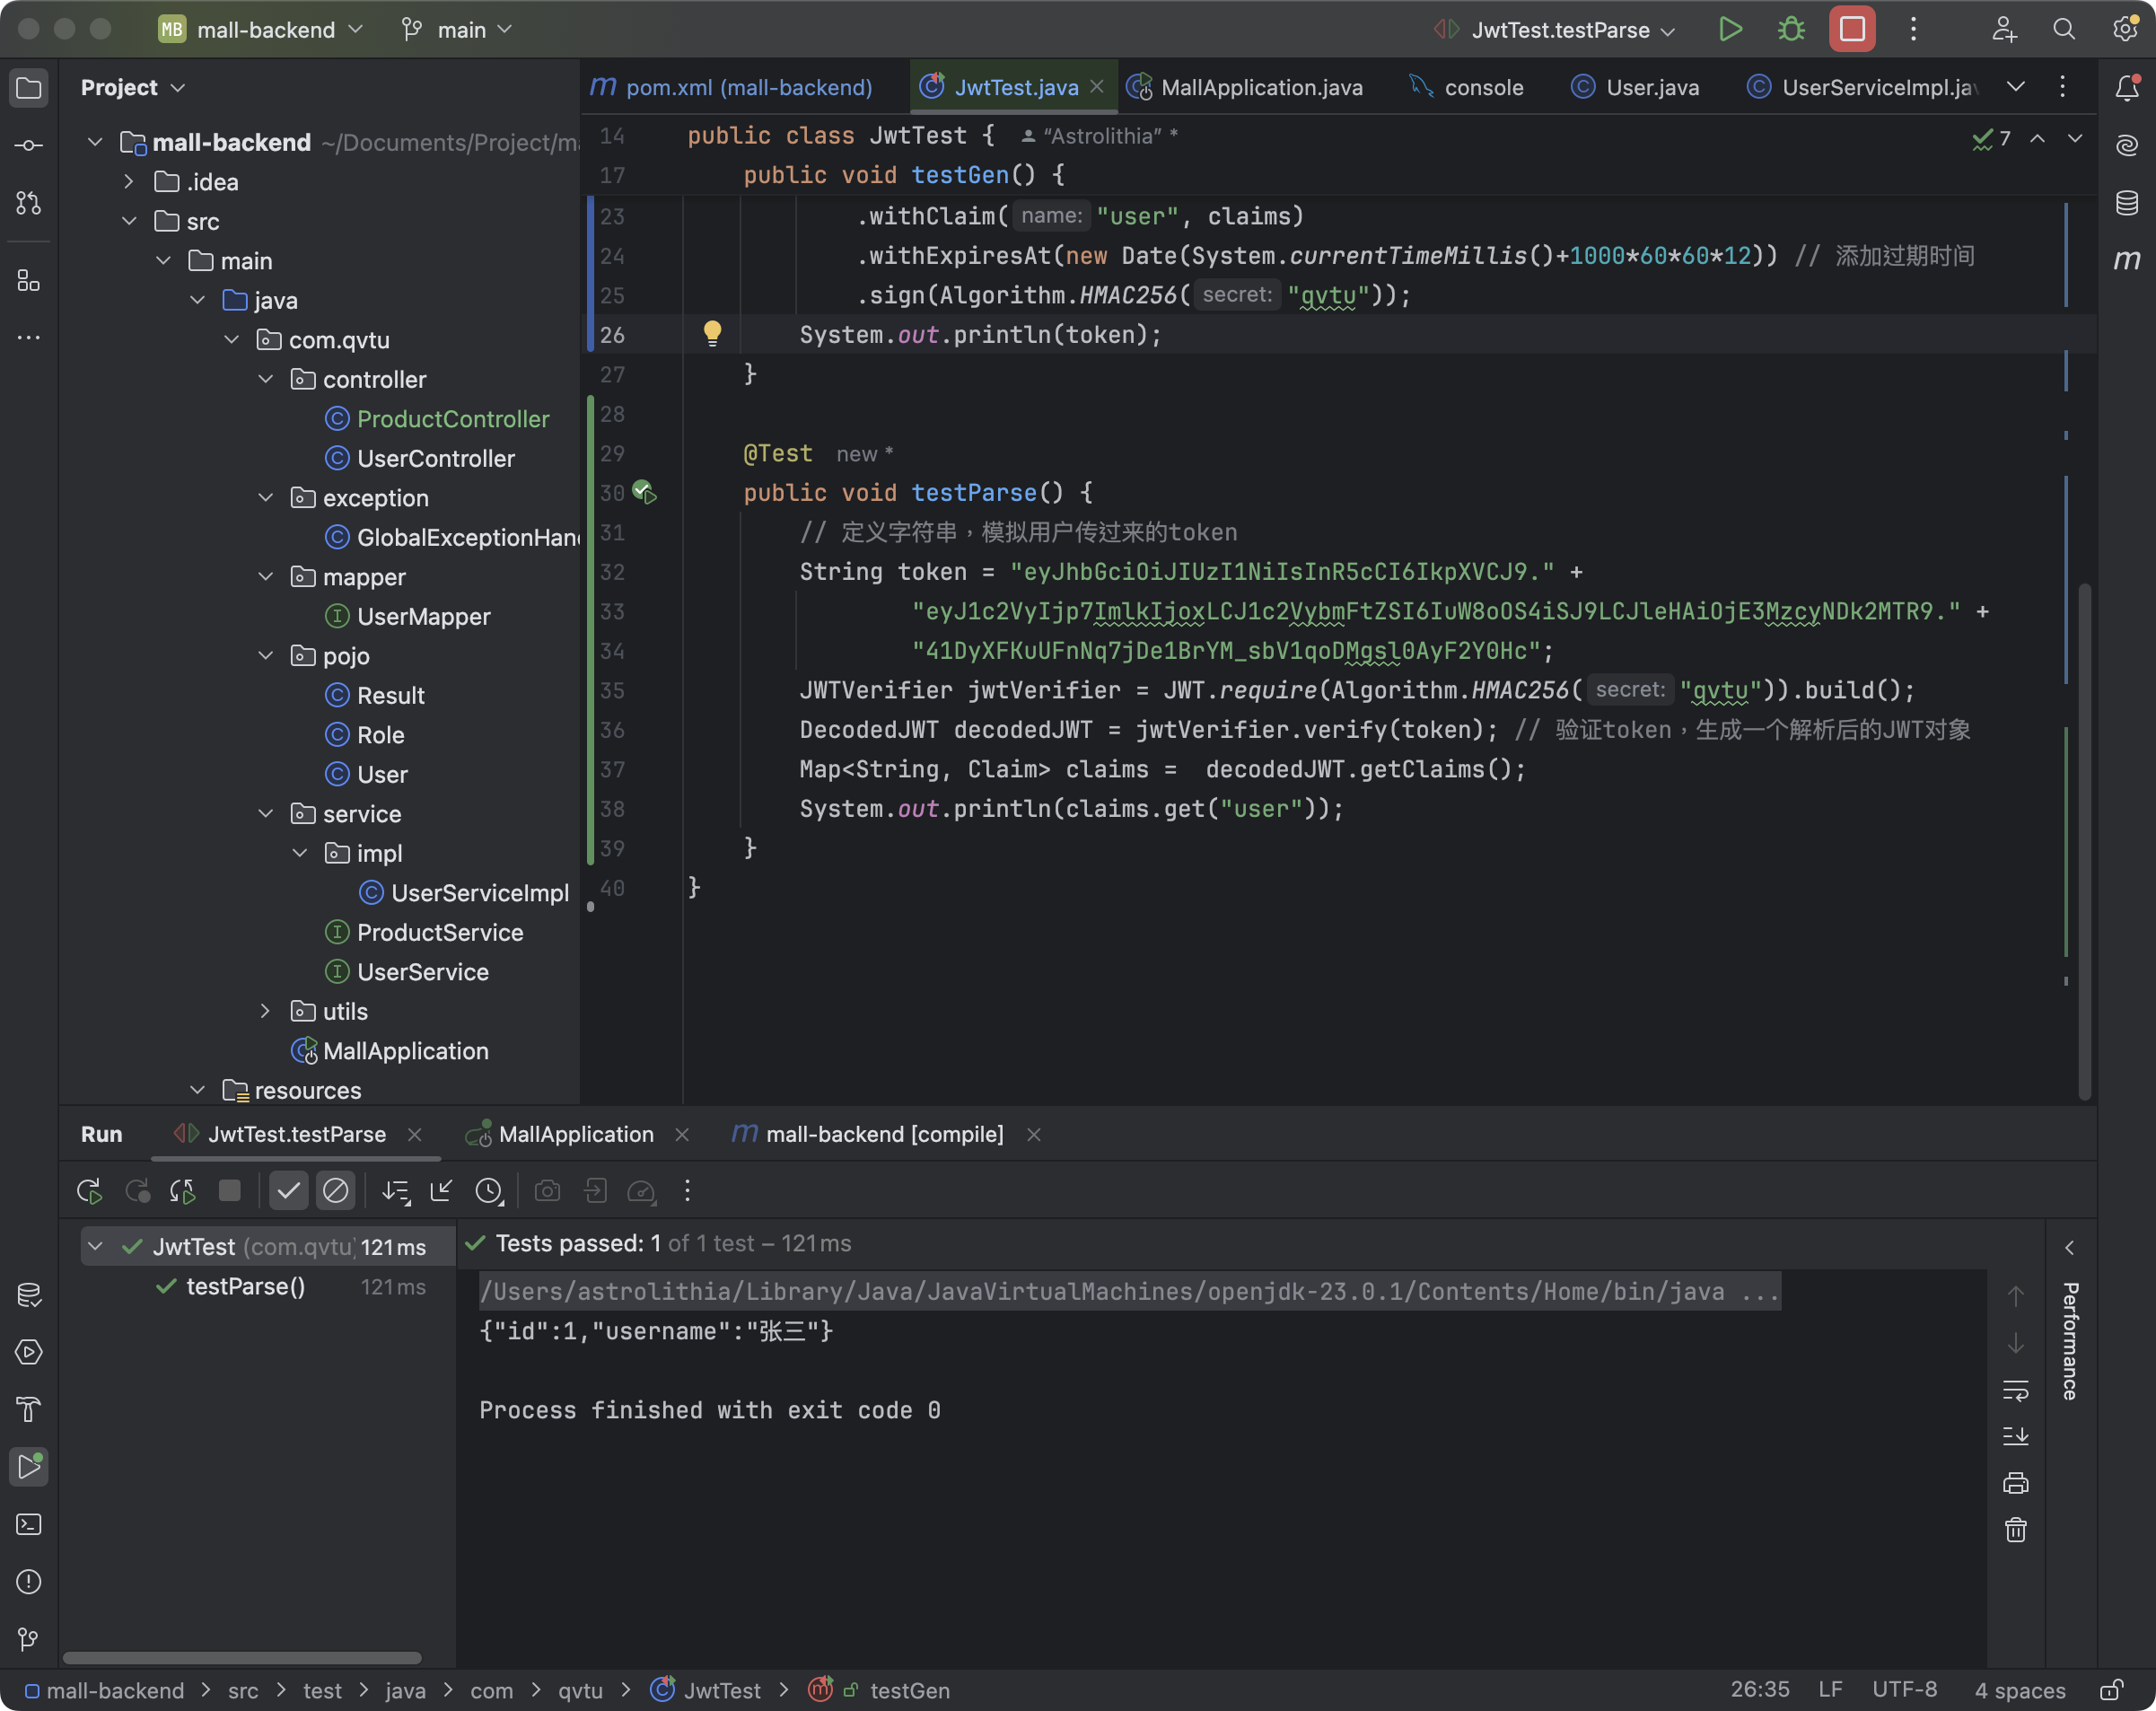 MB mall-backend main JwtTest.testParse
Project
pom.xml (mall-backend) JwtTest.java MallApplication.java console User.java UserServiceImpl.jav
mall-backend ~/Documents/Project/ma
.idea
src
main
java
com.qvtu
controller
ProductController
UserController
exception
GlobalExceptionHan
mapper
UserMapper
pojo
Result
Role
User
service
impl
UserServiceImpl
ProductService
UserService
utils
MallApplication
resources
14 public class JwtTest { “Astrolithia” * 7
17 public void testGen() {
23 .withClaim( name: "user", claims)
24 .withExpiresAt(new Date(System.currentTimeMillis()+1000*60*60*12)) // 添加过期时间
25 .sign(Algorithm.HMAC256( secret: "qvtu"));
26 System.out.println(token);
27 }
28
29 @Test new *
30 public void testParse() {
31 // 定义字符串，模拟用户传过来的token
32 String token = "eyJhbGciOiJIUzI1NiIsInR5cCI6IkpXVCJ9." +
33 "eyJ1c2VyIjp7ImlkIjoxLCJ1c2VybmFtZSI6IuW8oOS4iSJ9LCJleHAiOjE3MzcyNDk2MTR9." +
34 "41DyXFKuUFnNq7jDe1BrYM_sbV1qoDMgsl0AyF2Y0Hc";
35 JWTVerifier jwtVerifier = JWT.require(Algorithm.HMAC256( secret: "qvtu")).build();
36 DecodedJWT decodedJWT = jwtVerifier.verify(token); // 验证token，生成一个解析后的JWT对象
37 Map<String, Claim> claims =  decodedJWT.getClaims();
38 System.out.println(claims.get("user"));
39 }
40 }
Run JwtTest.testParse MallApplication mall-backend [compile]
JwtTest (com.qvtu) 121 ms
testParse() 121 ms
Tests passed: 1 of 1 test – 121 ms
/Users/astrolithia/Library/Java/JavaVirtualMachines/openjdk-23.0.1/Contents/Home/bin/java ...
{"id":1,"username":"张三"}
Process finished with exit code 0
Performance
mall-backend > src > test > java > com > qvtu > JwtTest > testGen 26:35 LF UTF-8 4 spaces